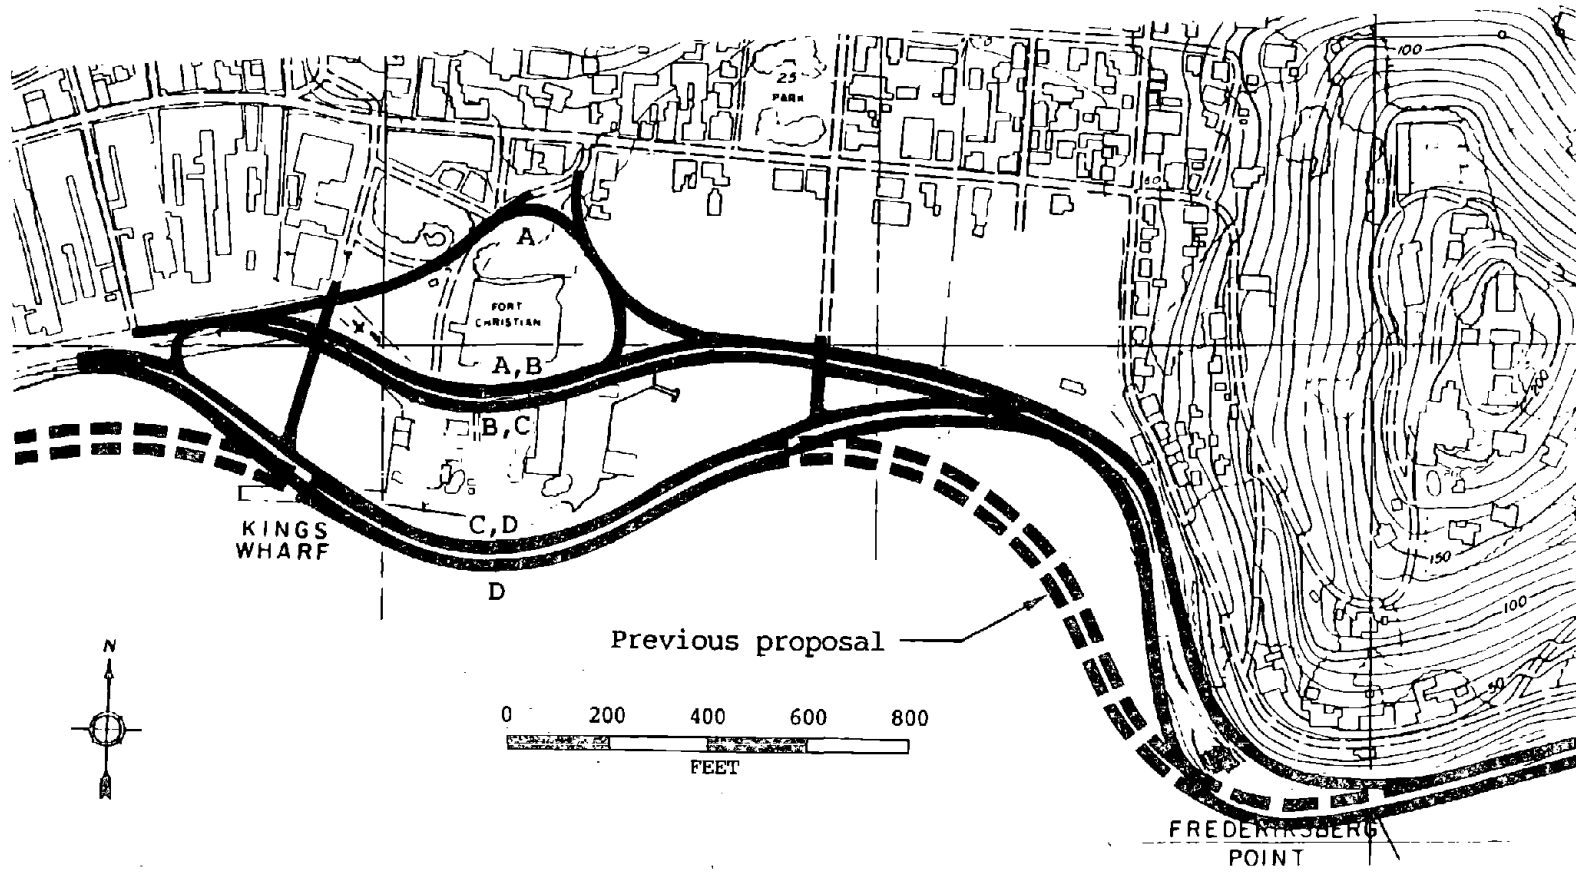 100
25
PARK
A
FORT
CHRISTIAN
A,B
200
B,C
C,D
KINGS
WHARF
150
D
100
N
Previous proposal
50
0 200 400 600 800
FEET
FREDERIKSBERG
POINT